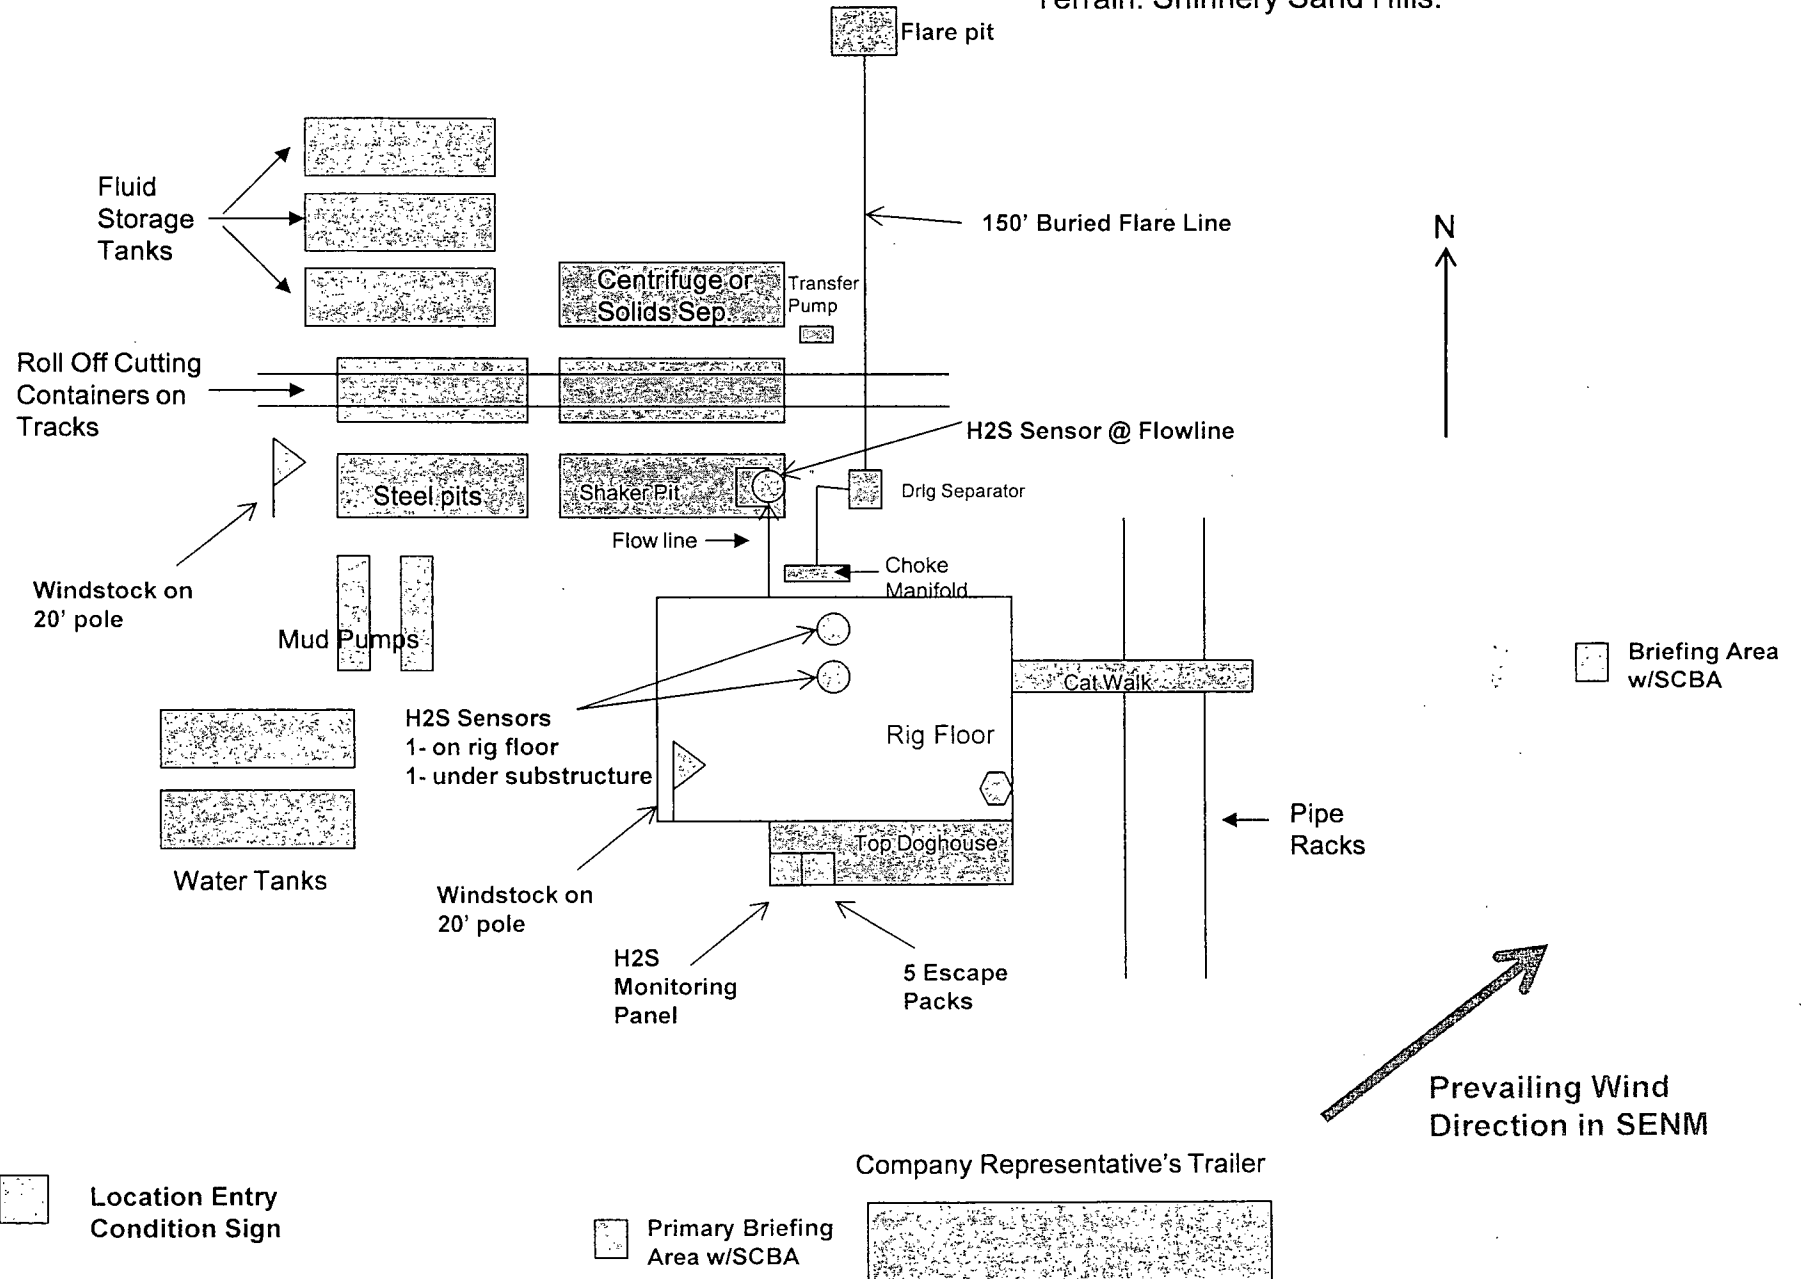 Terrain: Shinnery Sand Hills.
Flare pit
Fluid
Storage
Tanks
150' Buried Flare Line
N
Centrifuge or
Solids Sep.
Transfer
Pump
Roll Off Cutting
Containers on
Tracks
H2S Sensor @ Flowline
Steel pits
Shaker Pit
Drlg Separator
Flow line
Choke
Manifold
Windstock on
20' pole
Mud Pumps
Briefing Area
w/SCBA
Cat Walk
H2S Sensors
1- on rig floor
1- under substructure
Rig Floor
Pipe
Racks
Top Doghouse
Water Tanks
Windstock on
20' pole
H2S
Monitoring
Panel
5 Escape
Packs
Prevailing Wind
Direction in SENM
Company Representative's Trailer
Location Entry
Condition Sign
Primary Briefing
Area w/SCBA